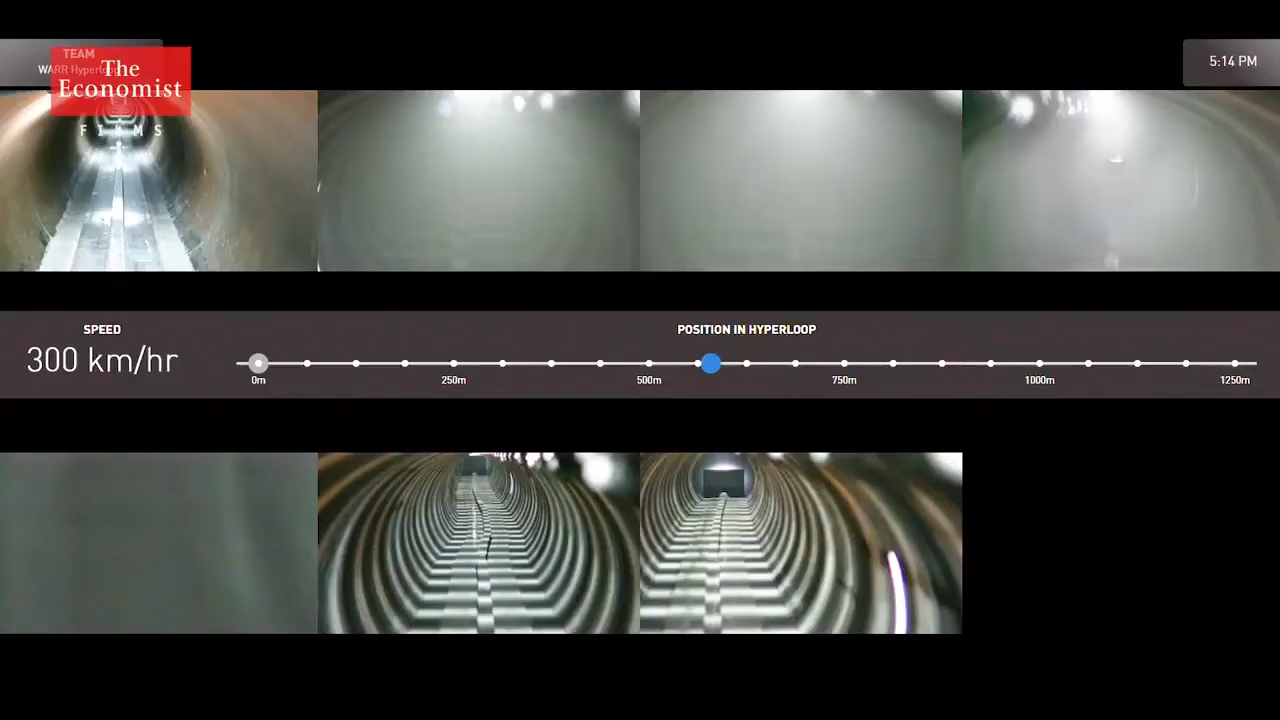 TEAM
WARR Hyperloop
The
Economist
FILMS
5:14 PM
SPEED
300 km/hr
POSITION IN HYPERLOOP
0m
250m
500m
750m
1000m
1250m